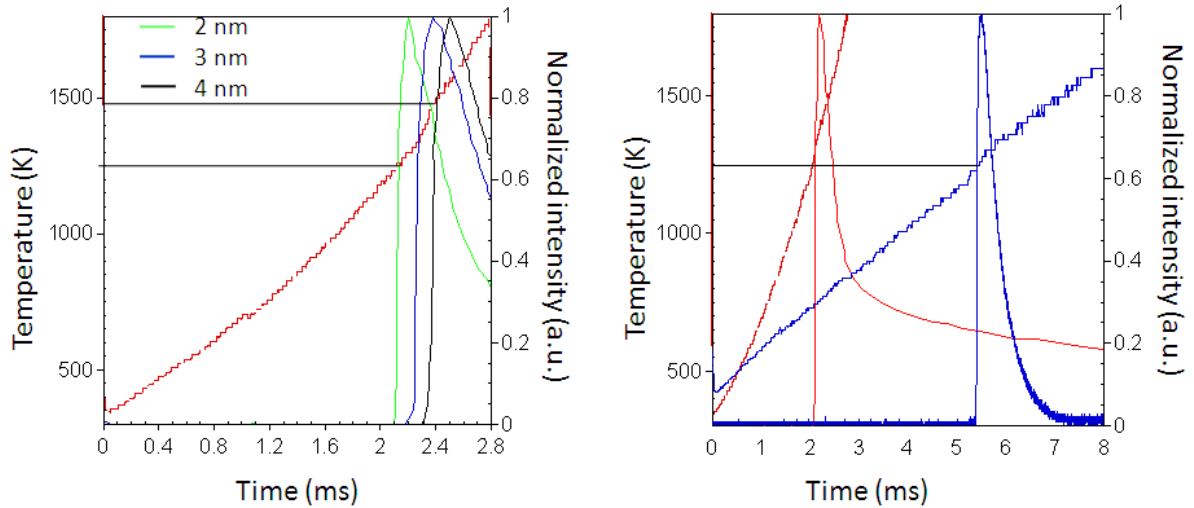 2 nm
3 nm
4 nm
1500
1000
500
Temperature (K)
1
0.8
0.6
0.4
0.2
0
Normalized intensity (a.u.)
0 0.4 0.8 1.2 1.6 2 2.4 2.8
Time (ms)
1500
1000
500
Temperature (K)
1
0.8
0.6
0.4
0.2
0
Normalized intensity (a.u.)
0 1 2 3 4 5 6 7 8
Time (ms)